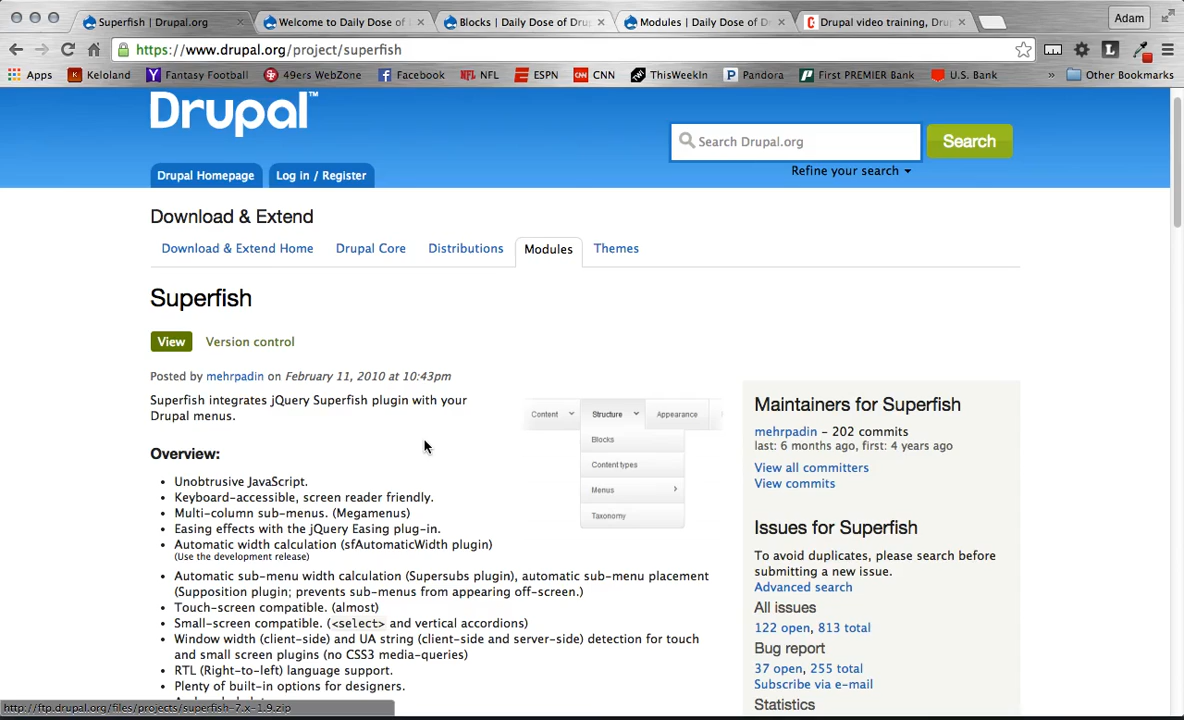 Superfish | Drupal.org
Welcome to Daily Dose of
Blocks | Daily Dose of Dru
Modules | Daily Dose of D
Drupal video training, Dru
Adam
https://www.drupal.org/project/superfish
Apps
Keloland
Fantasy Football
49ers WebZone
Facebook
NFL
ESPN
CNN
ThisWeekIn
Pandora
First PREMIER Bank
U.S. Bank
»
Other Bookmarks
Drupal™
Search Drupal.org
Search
Refine your search
Drupal Homepage
Log in / Register
Download & Extend
Download & Extend Home
Drupal Core
Distributions
Modules
Themes
Superfish
View
Version control
Posted by mehrpadin on February 11, 2010 at 10:43pm
Superfish integrates jQuery Superfish plugin with your
Drupal menus.
Content
Structure
Appearance
Blocks
Content types
Menus
Taxonomy
Overview:
• Unobtrusive JavaScript.
• Keyboard-accessible, screen reader friendly.
• Multi-column sub-menus. (Megamenus)
• Easing effects with the jQuery Easing plug-in.
• Automatic width calculation (sfAutomaticWidth plugin)
(Use the development release)
• Automatic sub-menu width calculation (Supersubs plugin), automatic sub-menu placement
(Supposition plugin; prevents sub-menus from appearing off-screen.)
• Touch-screen compatible. (almost)
• Small-screen compatible. (<select> and vertical accordions)
• Window width (client-side) and UA string (client-side and server-side) detection for touch
and small screen plugins (no CSS3 media-queries)
• RTL (Right-to-left) language support.
• Plenty of built-in options for designers.
Maintainers for Superfish
mehrpadin – 202 commits
last: 6 months ago, first: 4 years ago
View all committers
View commits
Issues for Superfish
To avoid duplicates, please search before
submitting a new issue.
Advanced search
All issues
122 open, 813 total
Bug report
37 open, 255 total
Subscribe via e-mail
Statistics
http://ftp.drupal.org/files/projects/superfish-7.x-1.9.zip